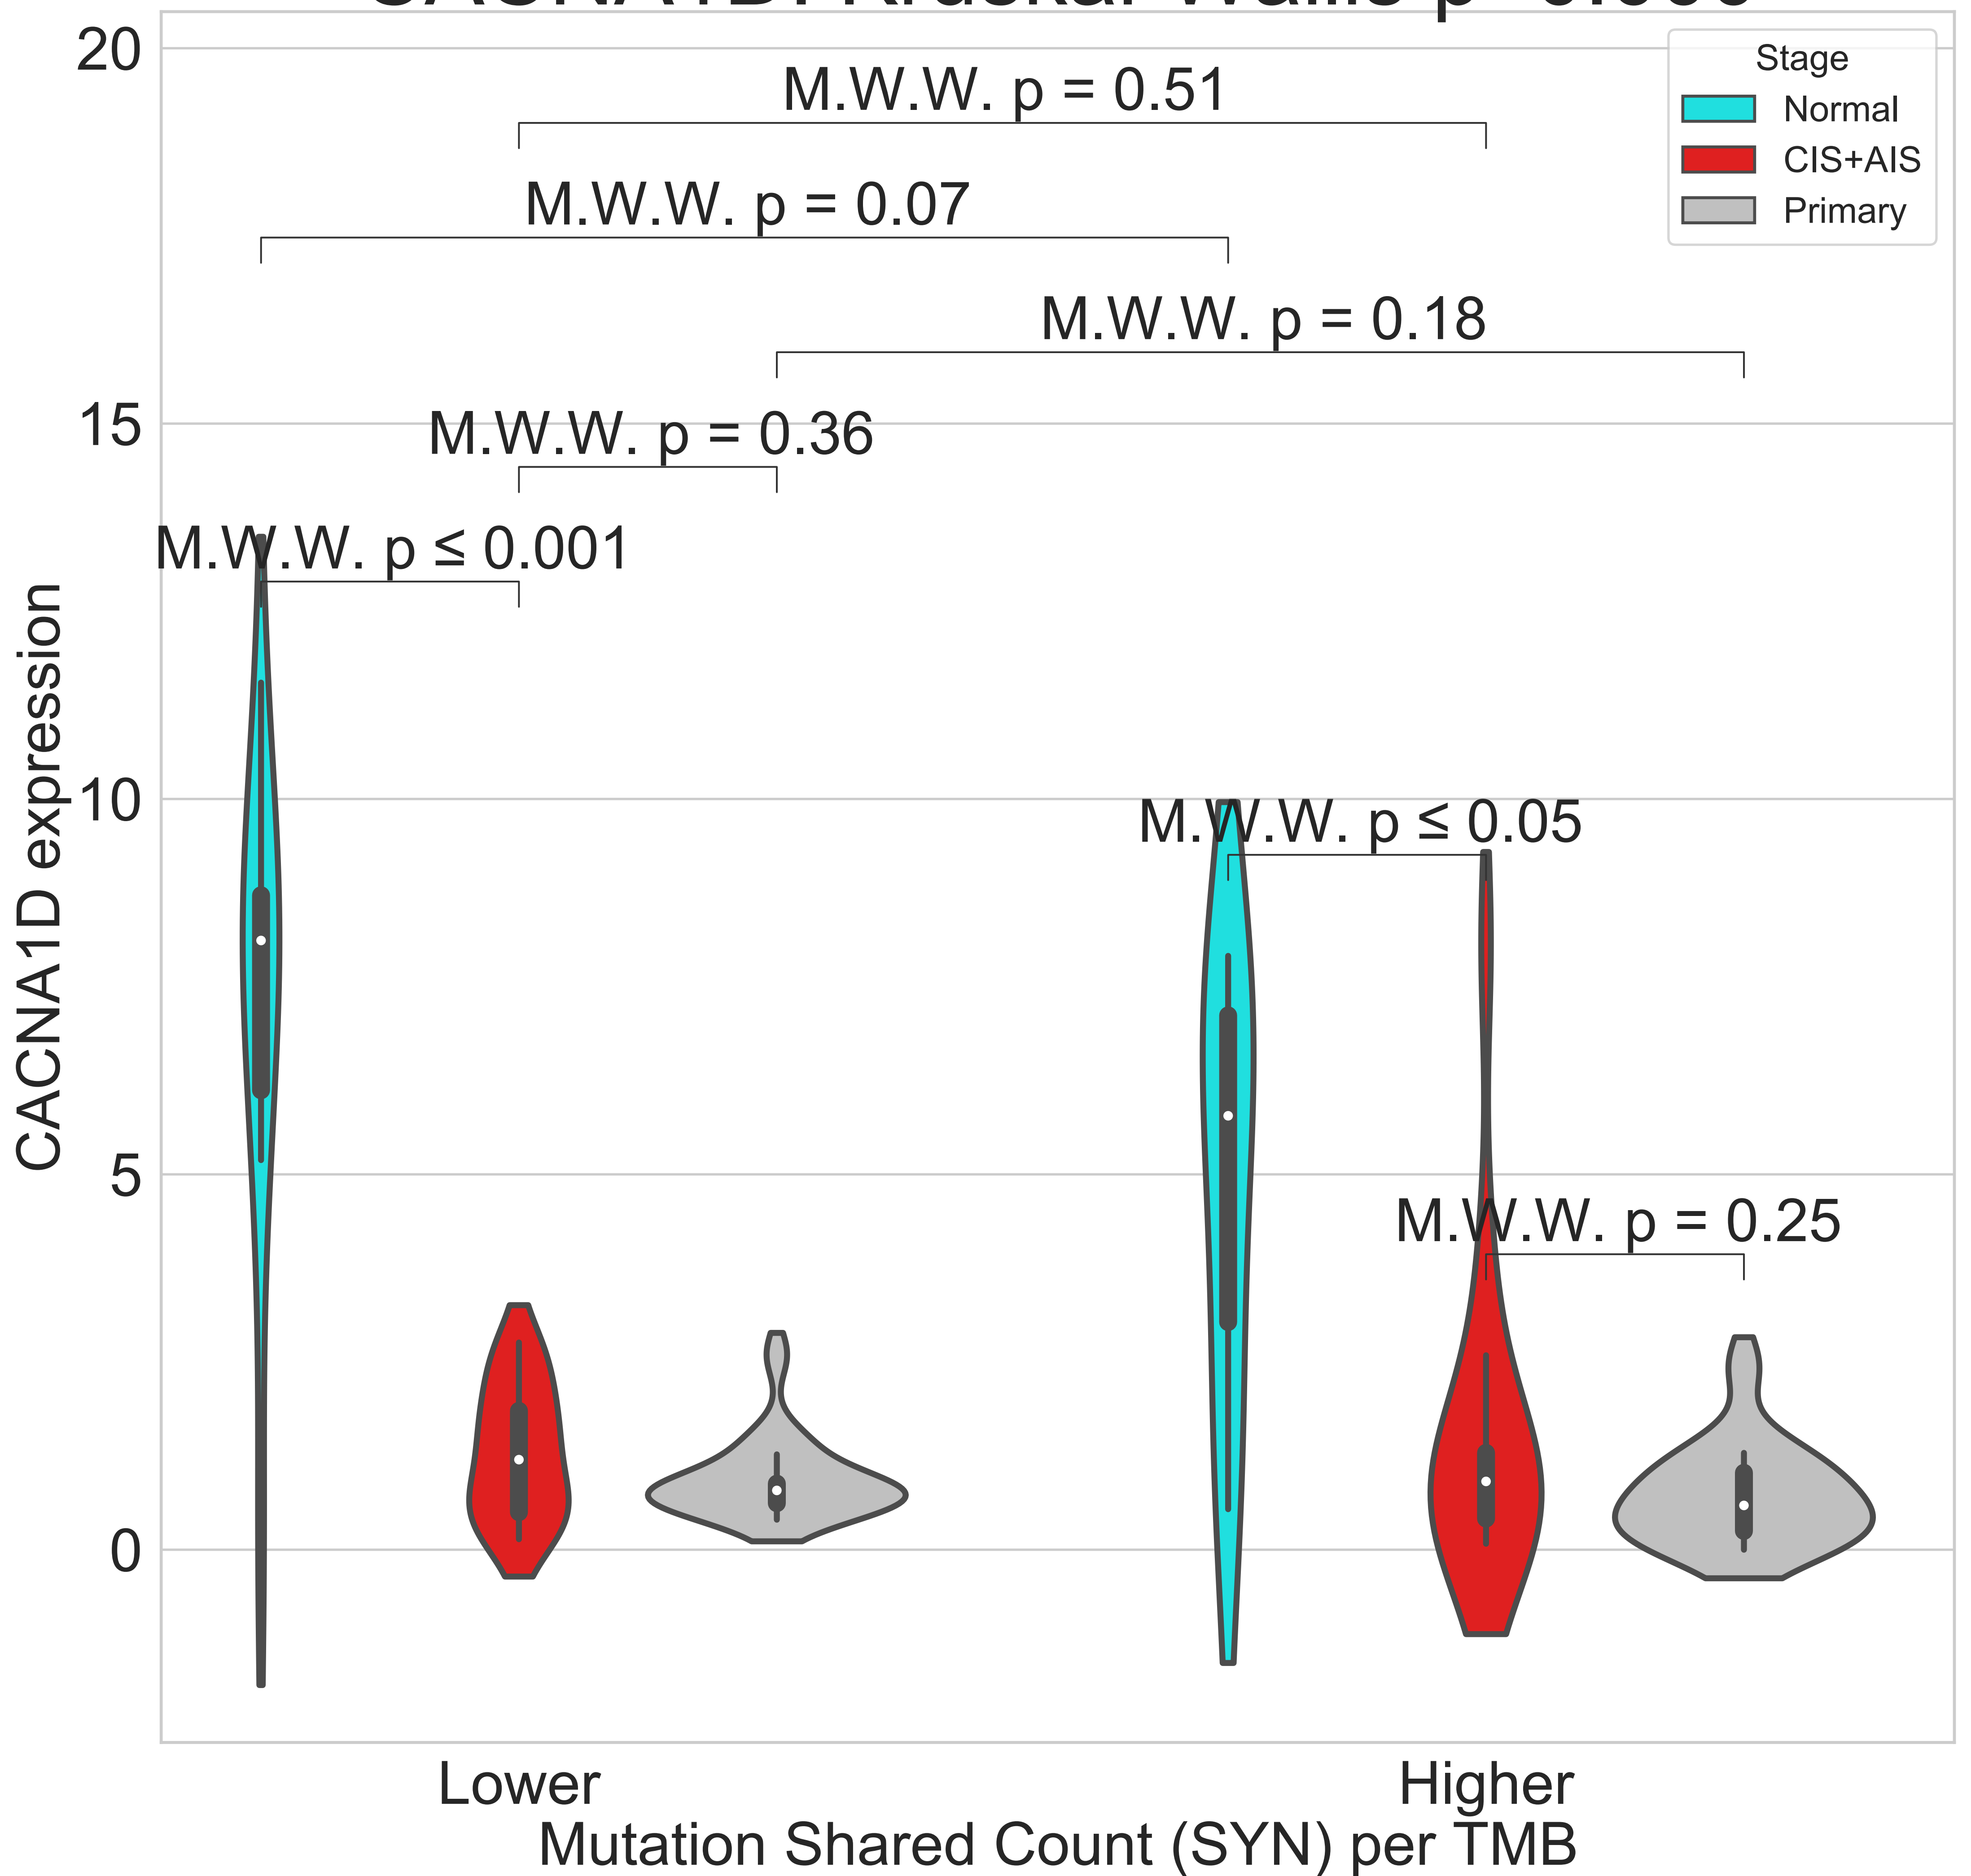 20
Stage
M.W.W. p = 0.51
Normal
CIS+AIS
M.W.W. p = 0.07
Primary
M.W.W. p = 0.18
15
M.W.W. p = 0.36
M.W.W. p ≤ 0.001
CACNA1D expression
10
M.W.W. p ≤ 0.05
5
M.W.W. p = 0.25
0
Lower
Higher
Mutation Shared Count (SYN) per TMB